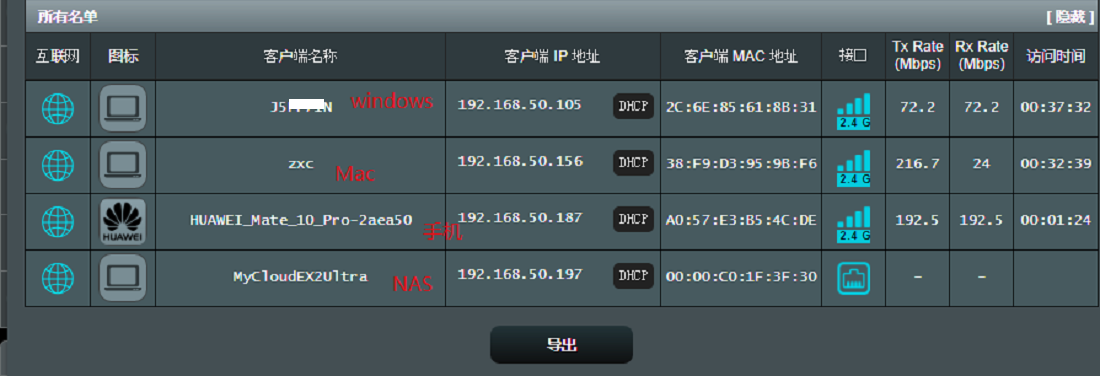 所有名单 [ 隐藏 ]
互联网 图标 客户端名称 客户端 IP 地址 客户端 MAC 地址 接口 Tx Rate (Mbps) Rx Rate (Mbps) 访问时间
windows 192.168.50.105 DHCP 2C:6E:85:61:8B:31 2.4 G 72.2 72.2 00:37:32
zxc Mac 192.168.50.156 DHCP 38:F9:D3:95:9B:F6 2.4 G 216.7 24 00:32:39
HUAWEI HUAWEI_Mate_10_Pro-2aea50 手机 192.168.50.187 DHCP A0:57:E3:B5:4C:DE 2.4 G 192.5 192.5 00:01:24
MyCloudEX2Ultra NAS 192.168.50.197 DHCP 00:00:C0:1F:3F:30 - -
导出